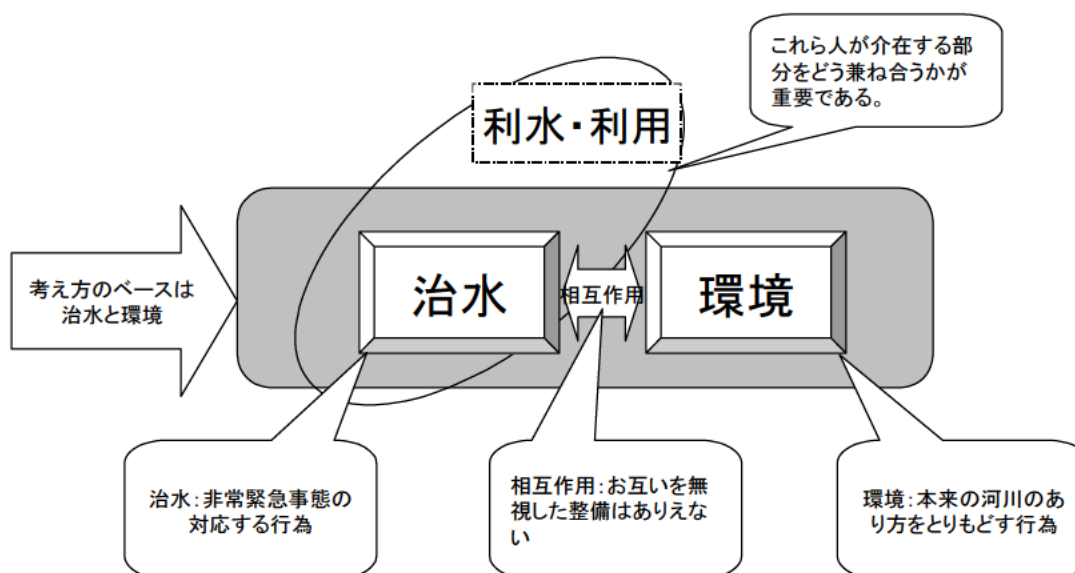 これら人が介在する部
分をどう兼ね合うかが
重要である。
利水・利用
考え方のベースは
治水と環境
治水
相互作用
環境
治水：非常緊急事態の
対応する行為
相互作用：お互いを無
視した整備はありえな
い
環境：本来の河川のあ
り方をとりもどす行為